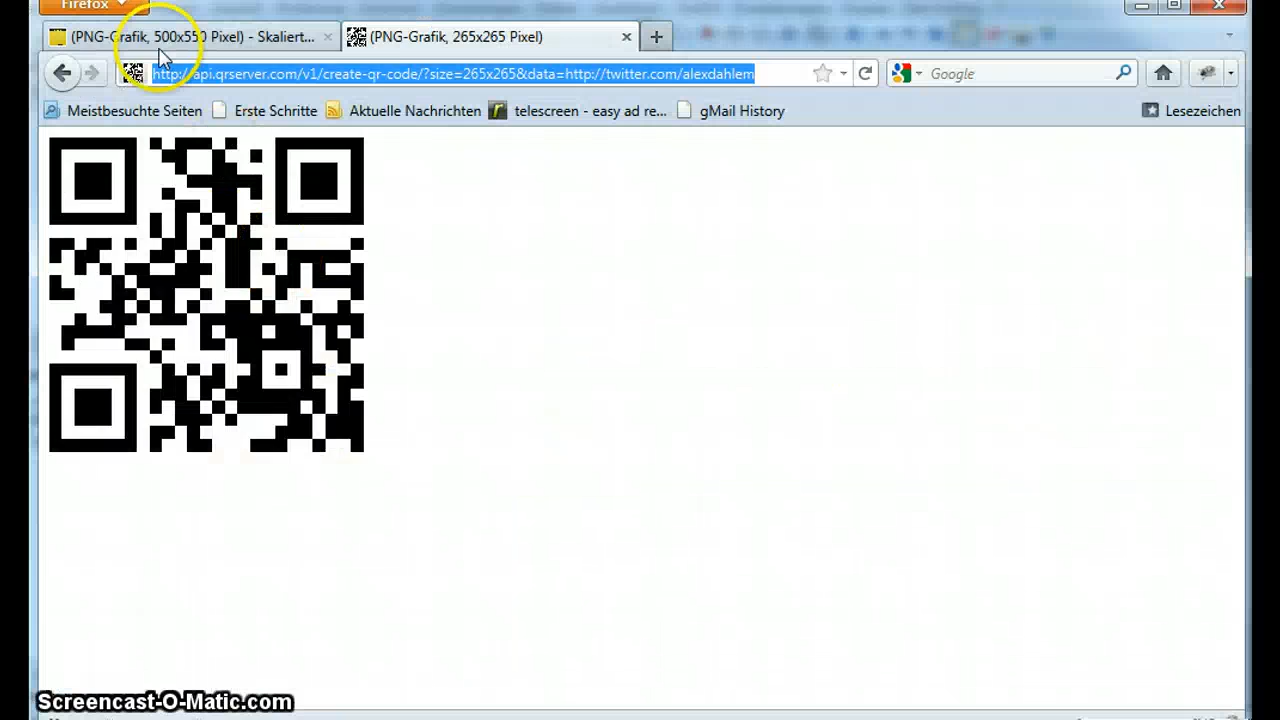 Firefox
(PNG-Grafik, 500x550 Pixel) - Skaliert...
(PNG-Grafik, 265x265 Pixel)
http://api.qrserver.com/v1/create-qr-code/?size=265x265&data=http://twitter.com/alexdahlem
Google
Meistbesuchte Seiten
Erste Schritte
Aktuelle Nachrichten
telescreen - easy ad re...
gMail History
Lesezeichen
Screencast-O-Matic.com